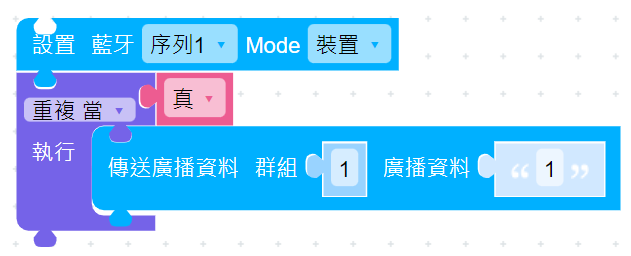 設置 藍牙 序列1 Mode 裝置
重複 當 真
執行
傳送廣播資料 群組 1 廣播資料 “ 1 ”